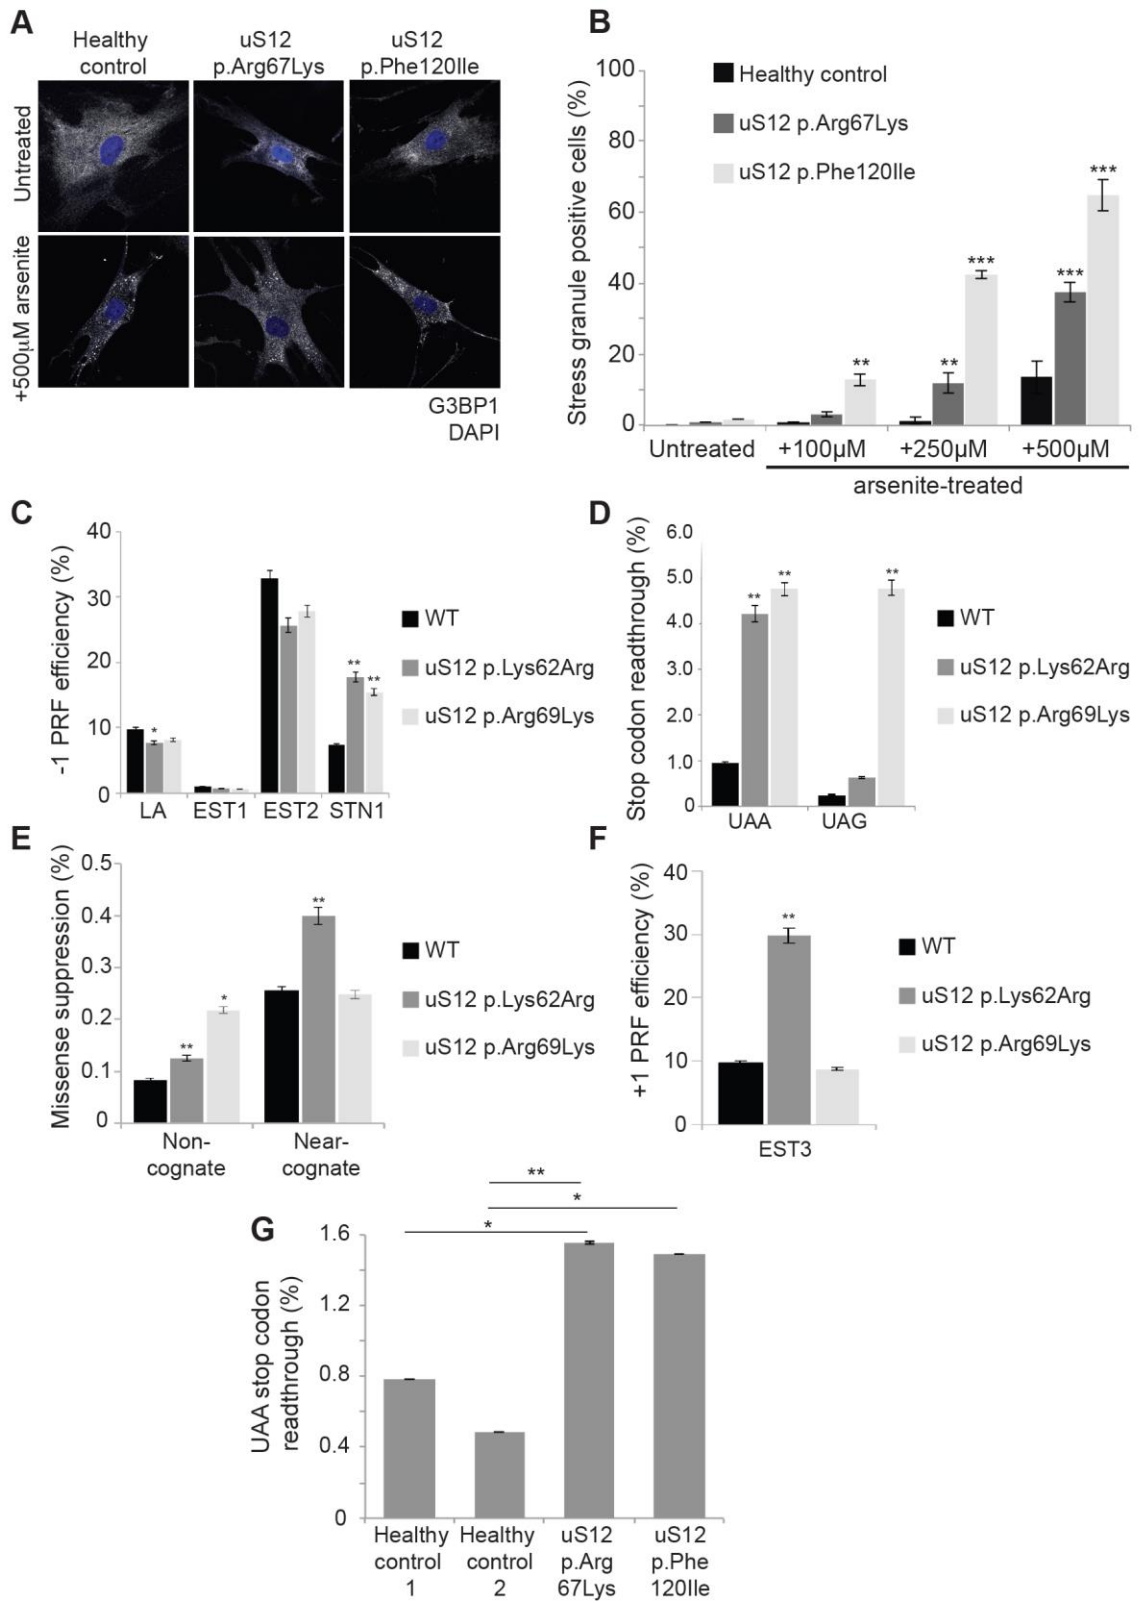 A
Healthy control
uS12 p.Arg67Lys
uS12 p.Phe120Ile
Untreated
+500µM arsenite
G3BP1
DAPI
B
Stress granule positive cells (%)
100
80
60
40
20
0
Healthy control
uS12 p.Arg67Lys
uS12 p.Phe120Ile
**
**
***
***
***
Untreated
+100µM
+250µM
+500µM
arsenite-treated
C
-1 PRF efficiency (%)
40
30
20
10
0
*
**
**
LA
EST1
EST2
STN1
WT
uS12 p.Lys62Arg
uS12 p.Arg69Lys
D
Stop codon readthrough (%)
6.0
5.0
4.0
3.0
2.0
1.0
0
**
**
**
UAA
UAG
WT
uS12 p.Lys62Arg
uS12 p.Arg69Lys
E
Missense suppression (%)
0.5
0.4
0.3
0.2
0.1
0
**
*
**
Non-
cognate
Near-
cognate
WT
uS12 p.Lys62Arg
uS12 p.Arg69Lys
F
+1 PRF efficiency (%)
40
30
20
10
0
**
EST3
WT
uS12 p.Lys62Arg
uS12 p.Arg69Lys
G
UAA stop codon
readthrough (%)
1.6
1.2
0.8
0.4
0
**
*
*
Healthy
control
1
Healthy
control
2
uS12
p.Arg
67Lys
uS12
p.Phe
120Ile